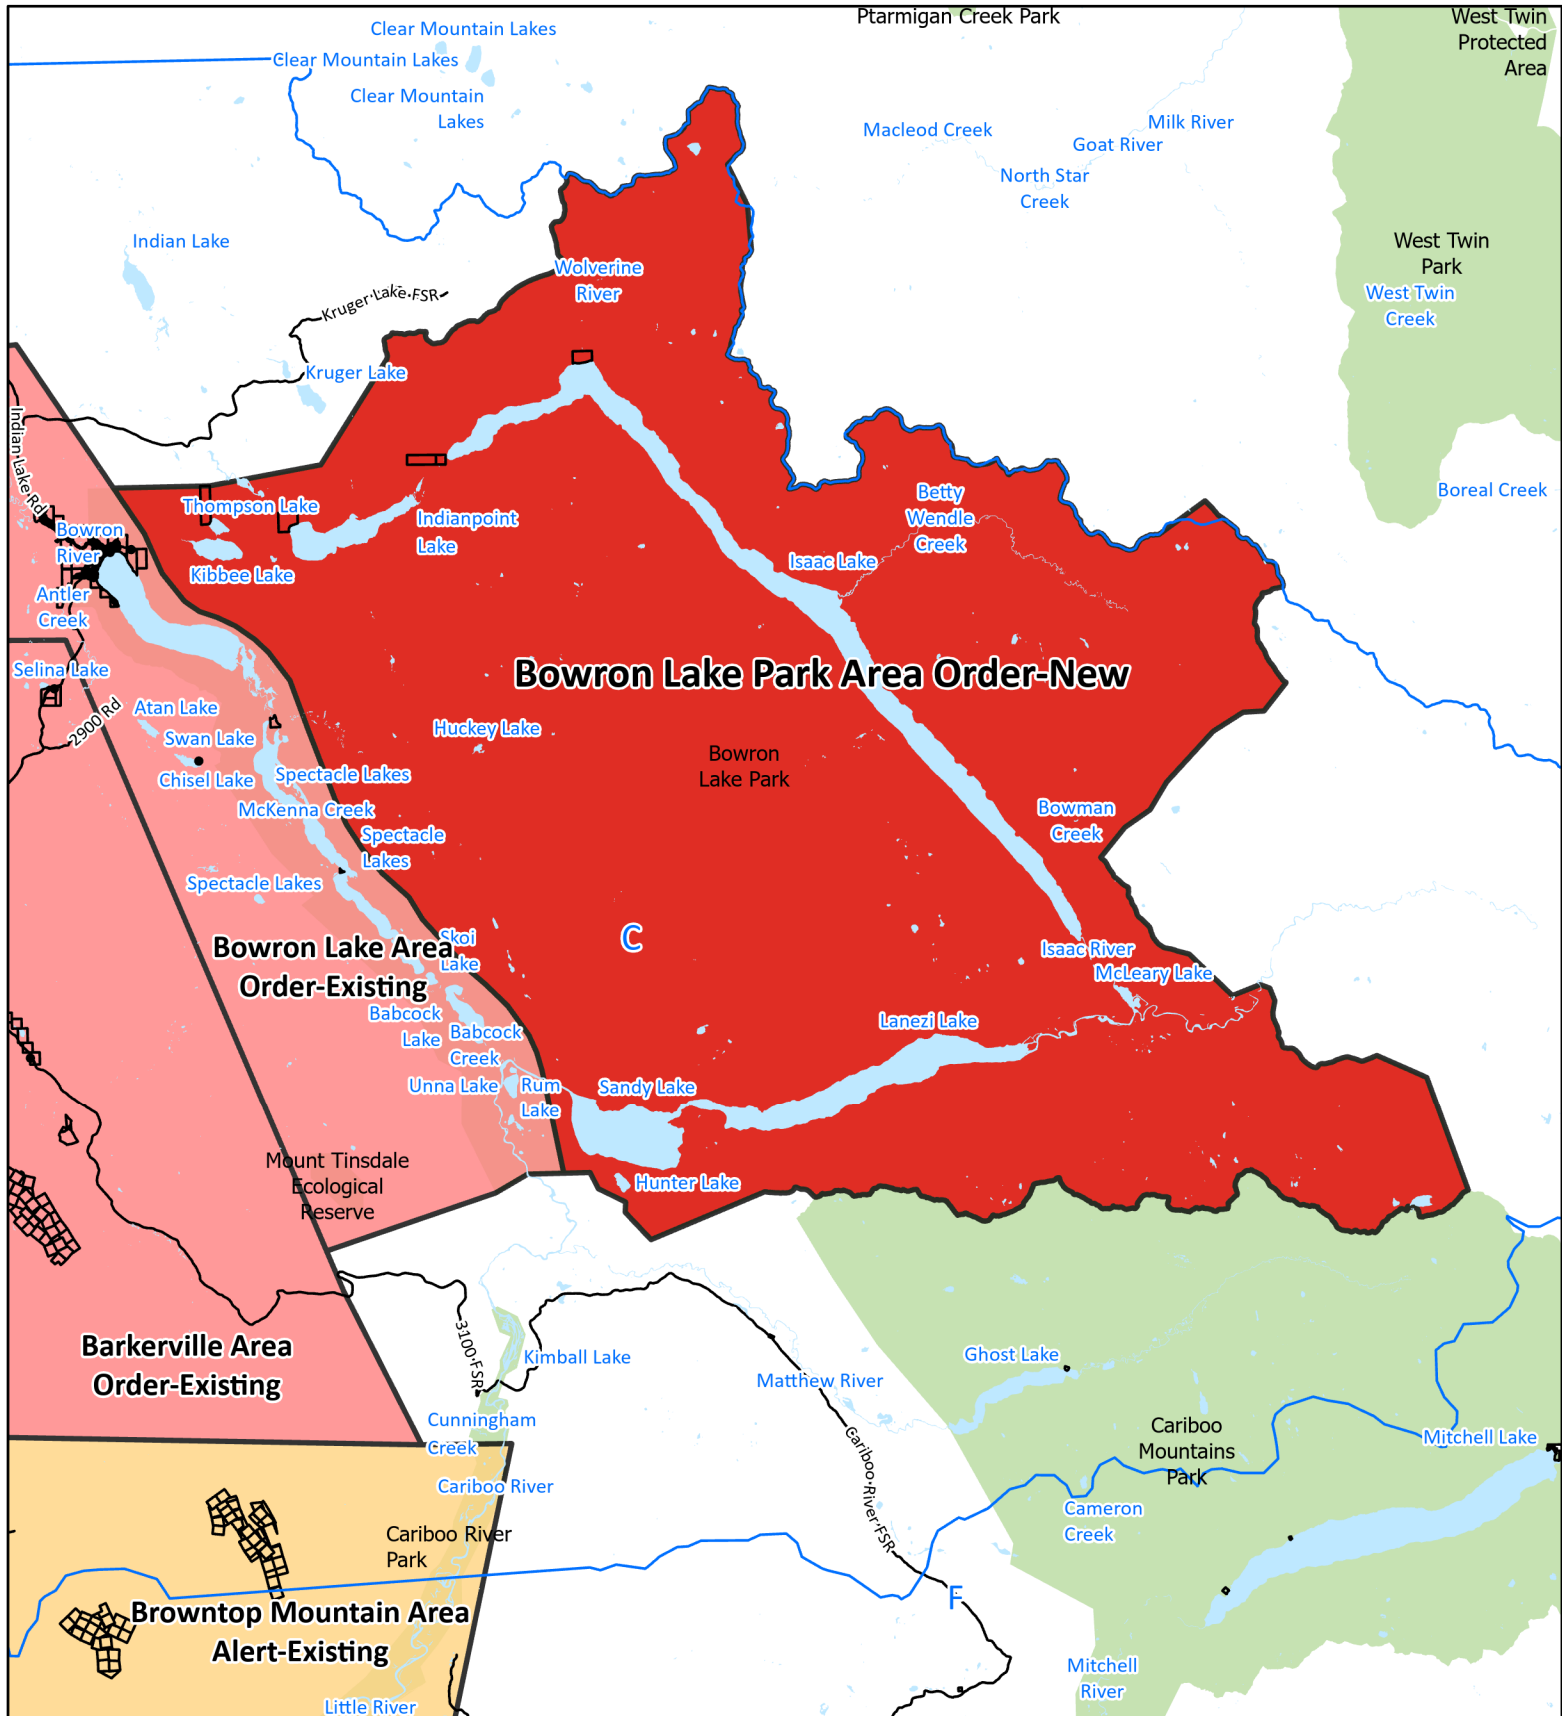 Ptarmigan Creek Park
West Twin
Protected
Area
Clear Mountain Lakes
Clear Mountain Lakes
Clear Mountain
Lakes
Macleod Creek
Milk River
Goat River
North Star
Creek
Indian Lake
West Twin
Park
West Twin
Creek
Wolverine
River
Kruger Lake FSR
Kruger Lake
Indian Lake Rd
Boreal Creek
Thompson Lake
Indianpoint
Lake
Betty
Wendle
Creek
Bowron
River
Kibbee Lake
Isaac Lake
Antler
Creek
Selina Lake
Bowron Lake Park Area Order-New
Atan Lake
2900 Rd
Swan Lake
Huckey Lake
Chisel Lake
Spectacle Lakes
Bowron
Lake Park
McKenna Creek
Bowman
Creek
Spectacle
Lakes
Spectacle Lakes
Bowron Lake Area
Order-Existing
Skoi
Lake
C
Isaac River
McLeary Lake
Babcock
Lake
Babcock
Creek
Lanezi Lake
Unna Lake
Rum
Lake
Sandy Lake
Mount Tinsdale
Ecological
Reserve
Hunter Lake
Barkerville Area
Order-Existing
3100 FSR
Kimball Lake
Ghost Lake
Matthew River
Cunningham
Creek
Cariboo River FSR
Cariboo
Mountains
Park
Mitchell Lake
Cariboo River
Cameron
Creek
Cariboo River
Park
F
Browntop Mountain Area
Alert-Existing
Mitchell
River
Little River